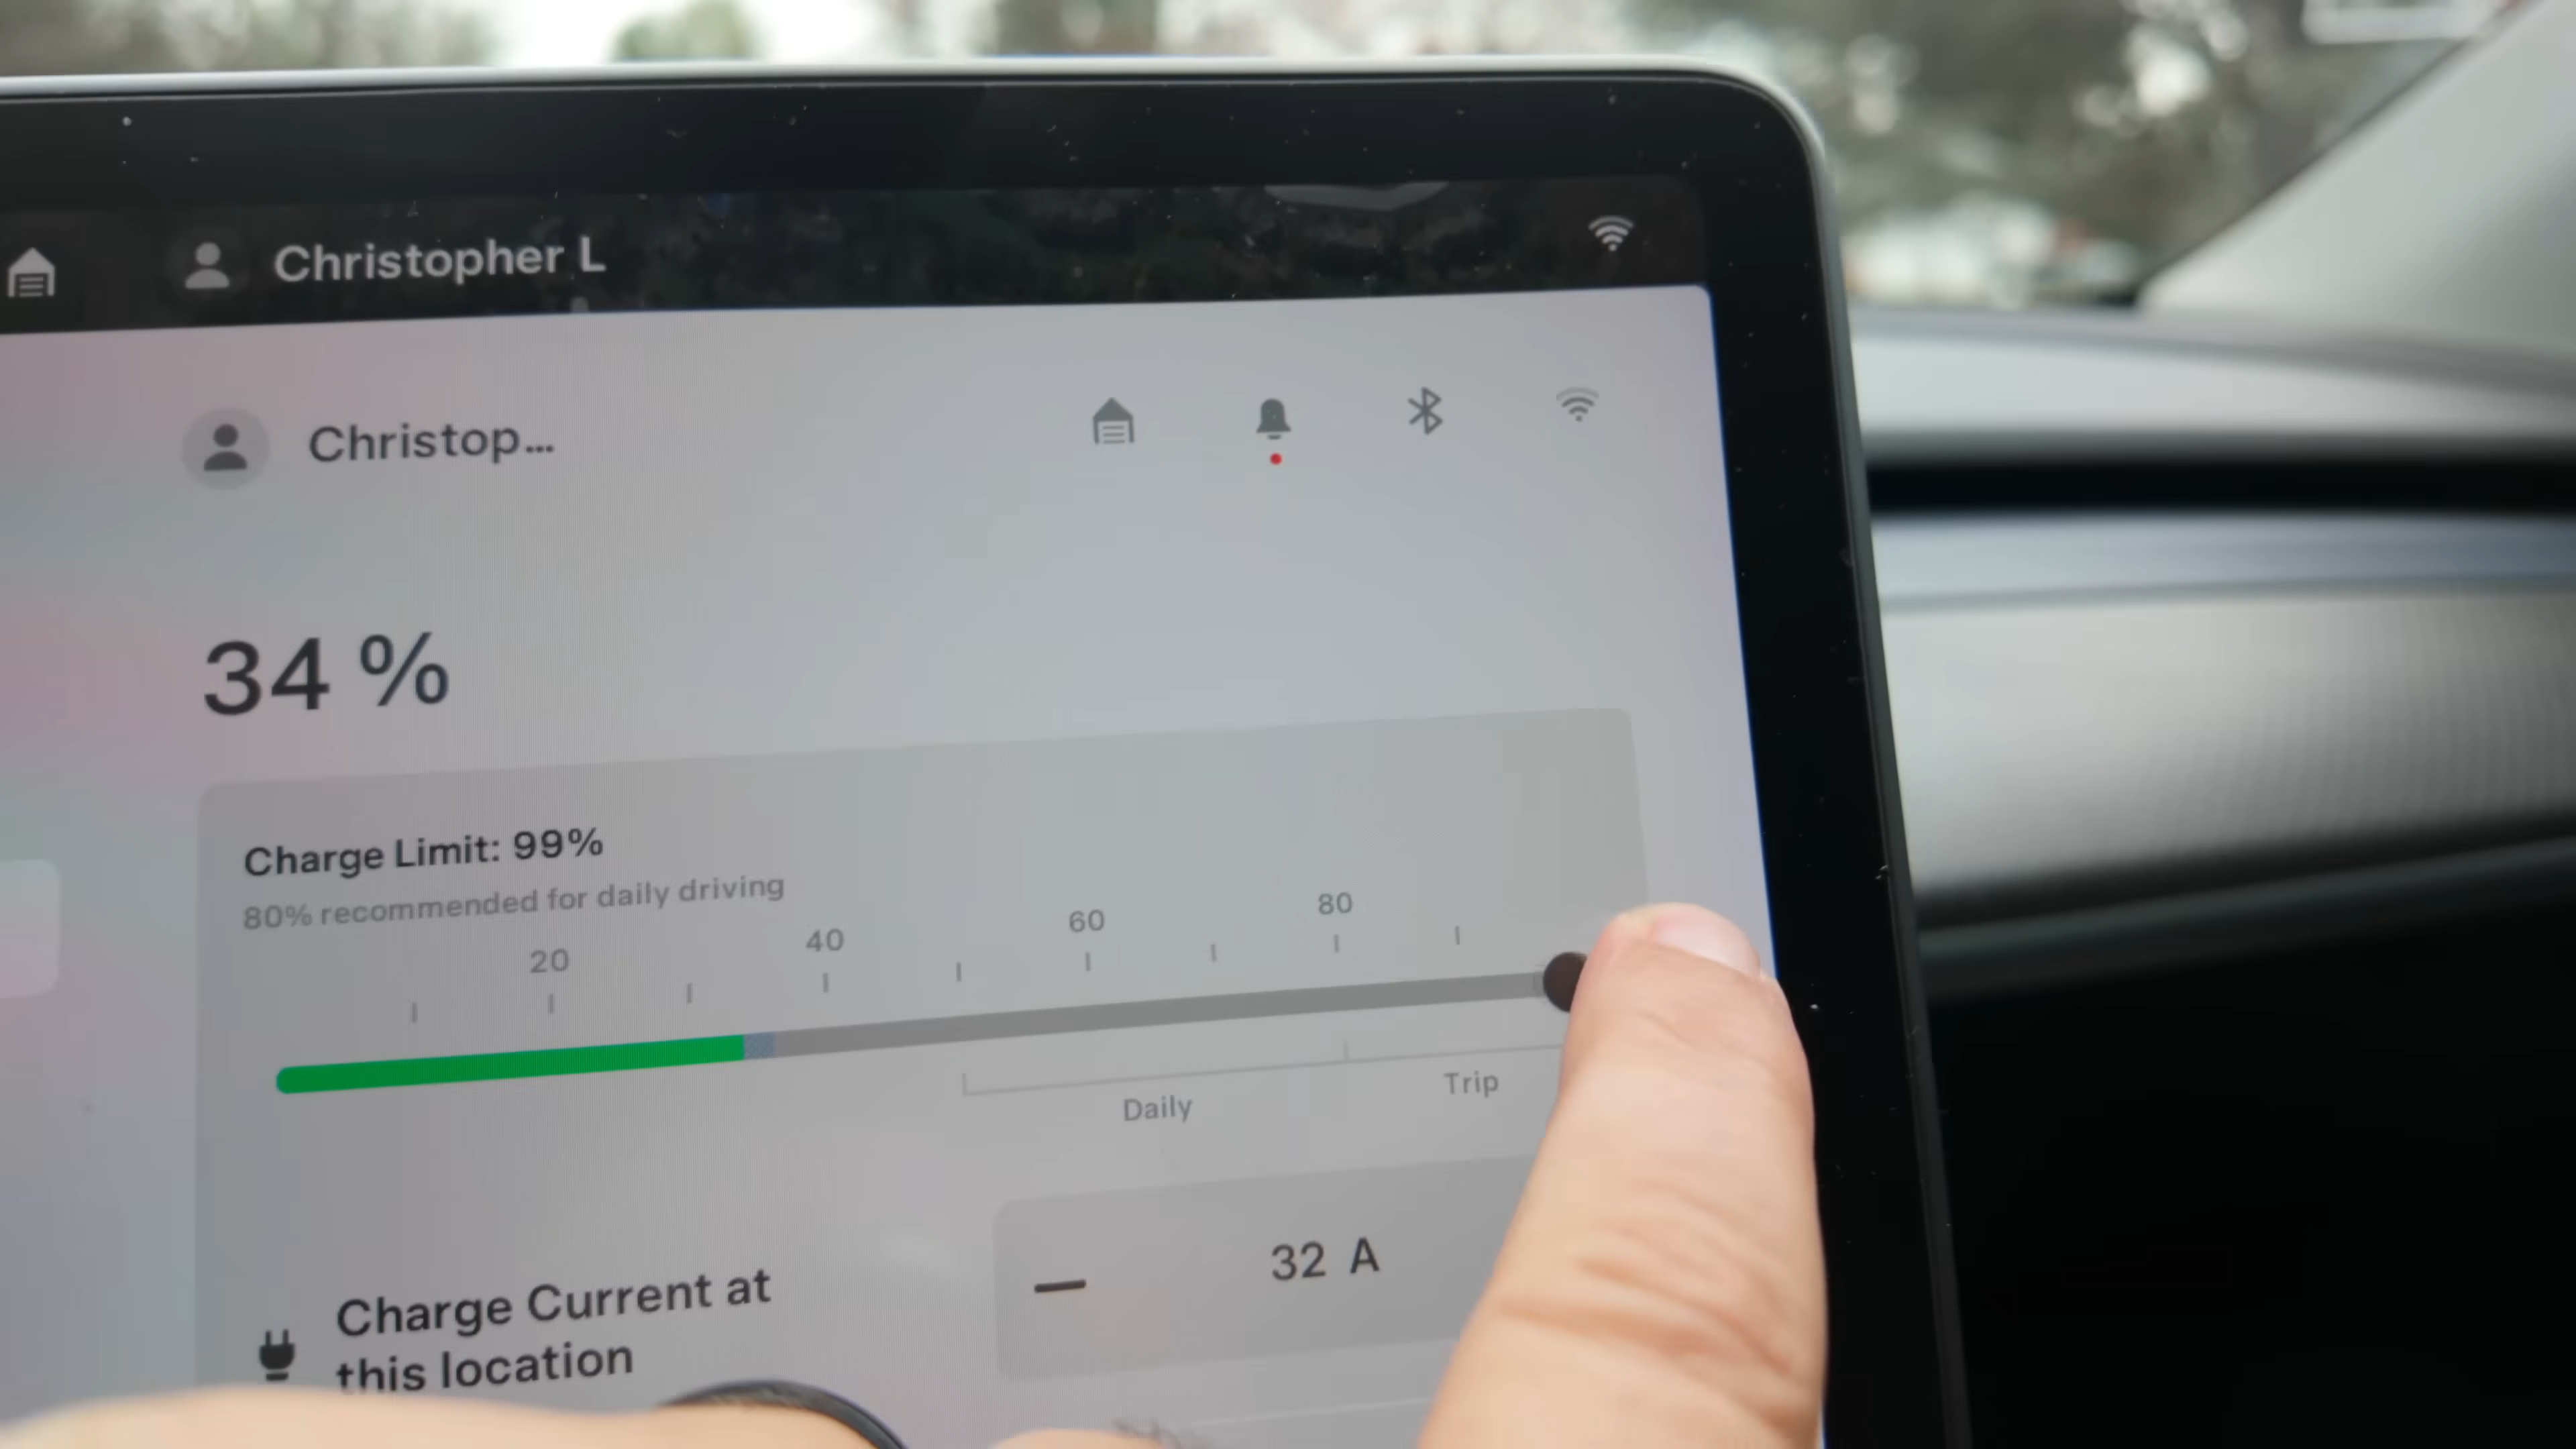 Christopher L
Christop...
34 %
Charge Limit: 99%
80% recommended for daily driving
20 40 60 80
Daily Trip
32 A
Charge Current at
this location